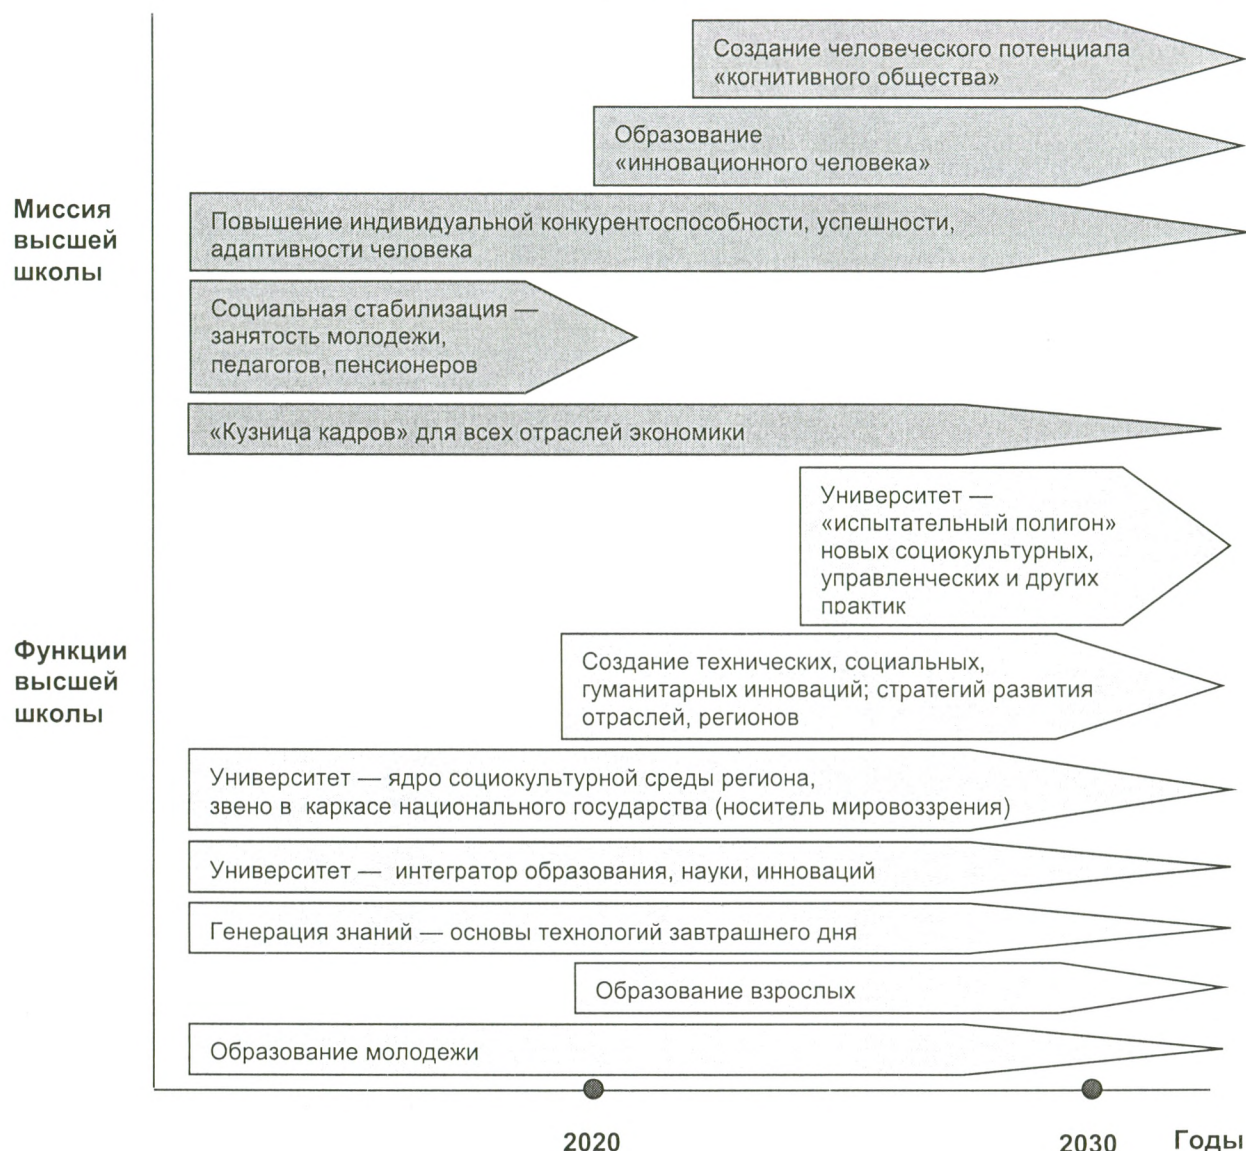 Создание человеческого потенциала
«когнитивного общества»
Образование
«инновационного человека»
Миссия
высшей
школы
Повышение индивидуальной конкурентоспособности, успешности,
адаптивности человека
Социальная стабилизация —
занятость молодежи,
педагогов, пенсионеров
«Кузница кадров» для всех отраслей экономики
Университет —
«испытательный полигон»
новых социокультурных,
управленческих и других
практик
Функции
высшей
школы
Создание технических, социальных,
гуманитарных инноваций; стратегий развития
отраслей, регионов
Университет — ядро социокультурной среды региона,
звено в каркасе национального государства (носитель мировоззрения)
Университет — интегратор образования, науки, инноваций
Генерация знаний — основы технологий завтрашнего дня
Образование взрослых
Образование молодежи
2020
2030
Годы